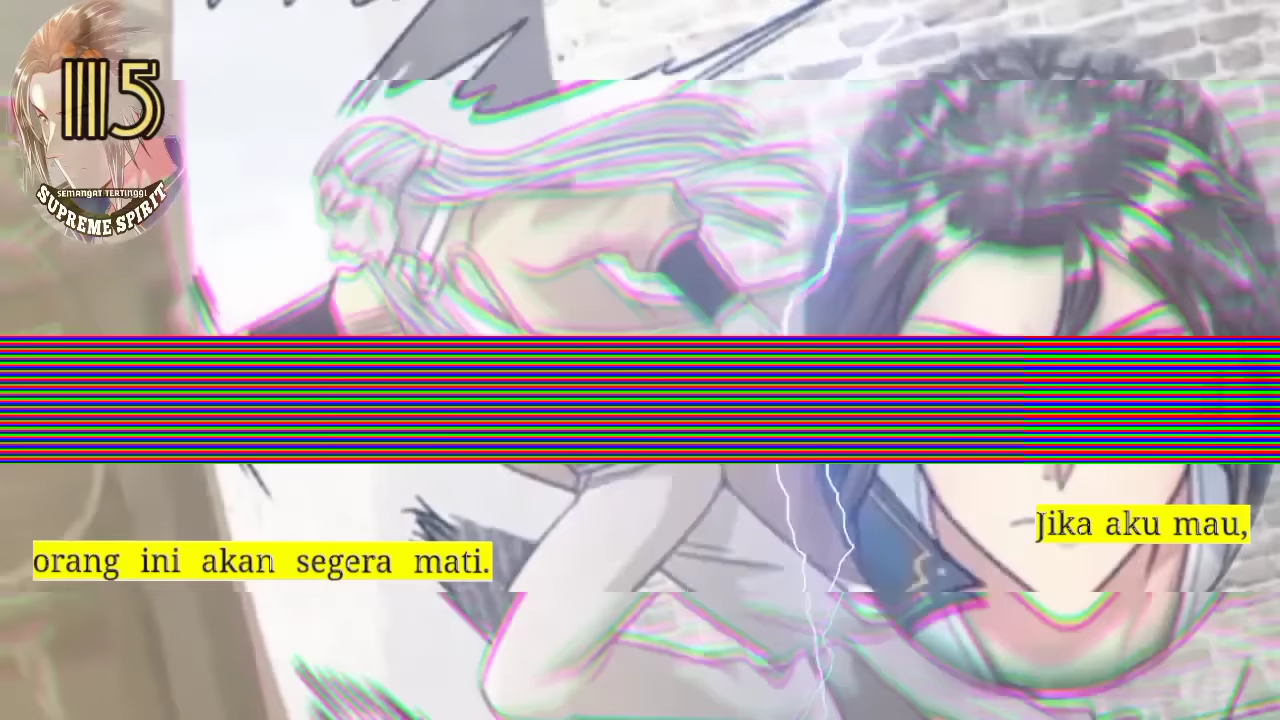 115
SEMANGAT TERTINGGI
SUPREME SPIRIT
Jika aku mau,
orang ini akan segera mati.